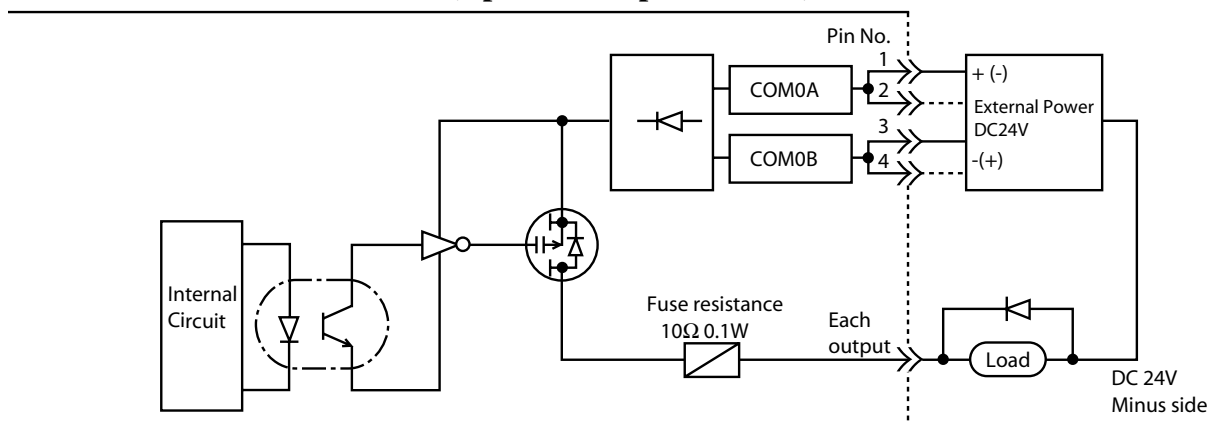 Pin No.
1
COM0A
2
+ (-)
External Power
DC24V
3
COM0B
4
-(+)
Internal
Circuit
Fuse resistance
10Ω 0.1W
Each
output
Load
DC 24V
Minus side